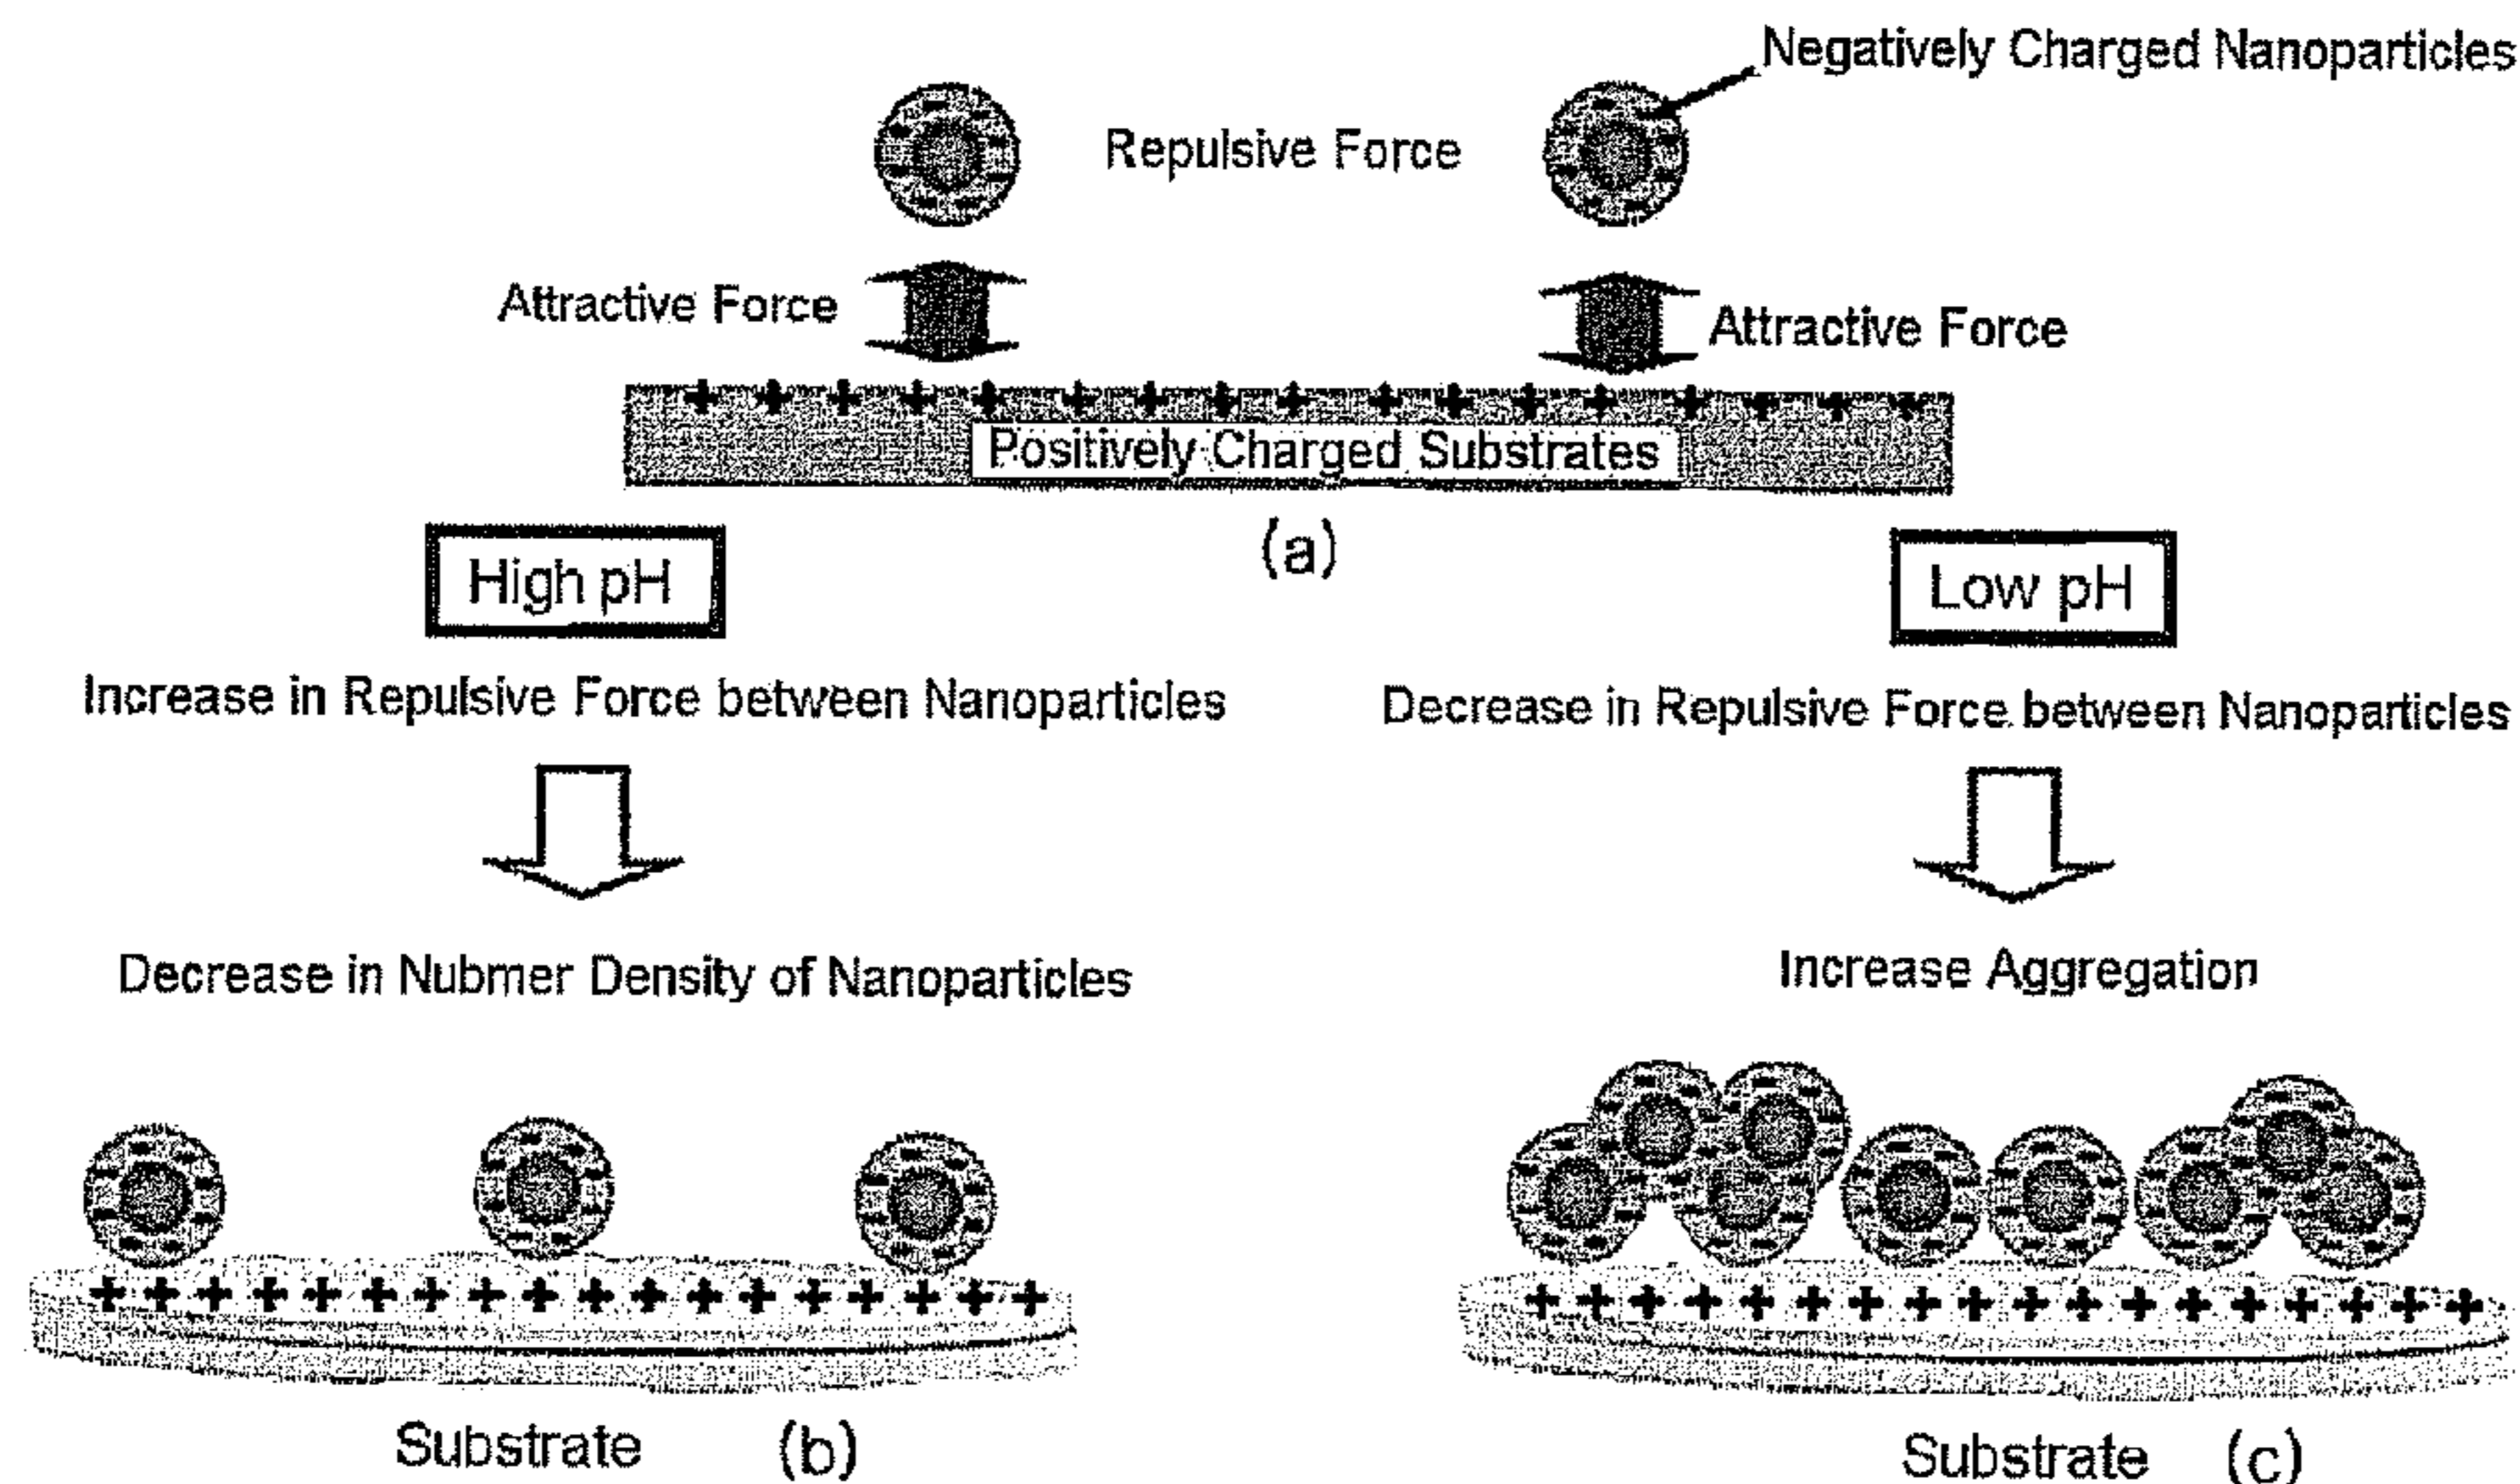 Negatively Charged Nanoparticles
Repulsive Force
Attractive Force
Attractive Force
Positively Charged Substrates
(a)
High pH
Low pH
Increase in Repulsive Force between Nanoparticles
Decrease in Repulsive Force between Nanoparticles
Decrease in Nubmer Density of Nanoparticles
Increase Aggregation
Substrate (b)
Substrate (c)